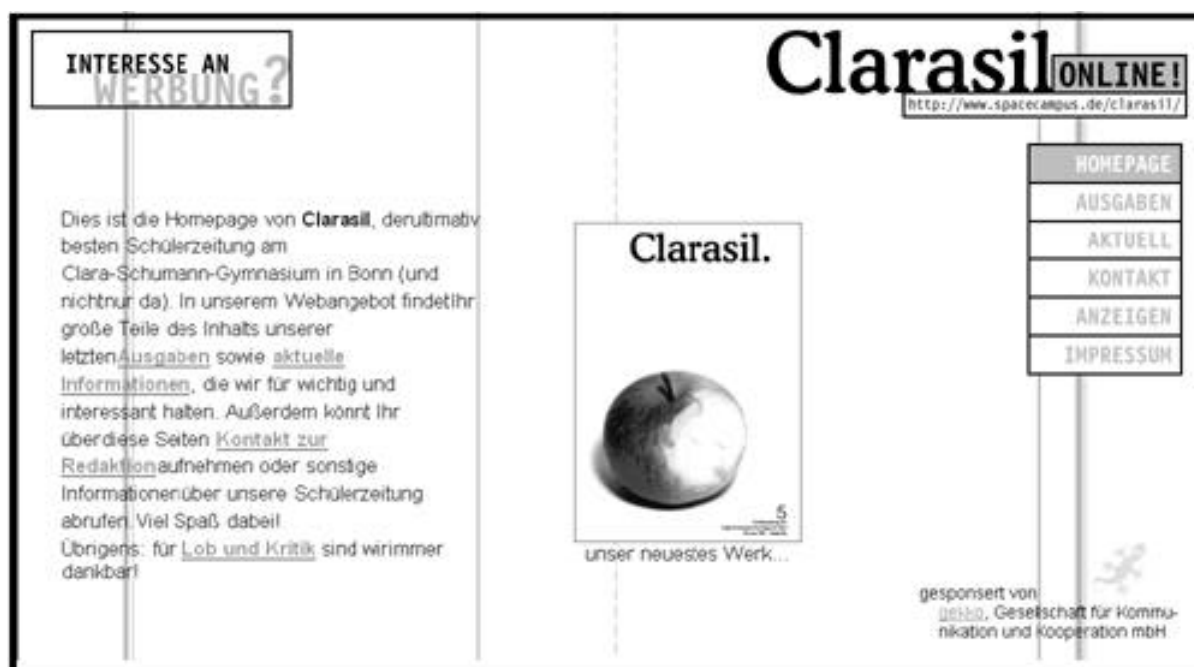 INTERESSE AN
WERBUNG?
Clarasil ONLINE!
http://www.spacecampus.de/clarasil/
HOMEPAGE
AUSGABEN
AKTUELL
KONTAKT
ANZEIGEN
IMPRESSUM
Dies ist die Homepage von Clarasil, derultimativ
besten Schülerzeitung am
Clara-Schumann-Gymnasium in Bonn (und
nichtnur da). In unserem Webangebot findetIhr
große Teile des Inhalts unserer
letztenAusgaben sowie aktuelle
Informationen, die wir für wichtig und
interessant halten. Außerdem könnt Ihr
überdiese Seiten Kontakt zur
Redaktionaufnehmen oder sonstige
Informationenüber unsere Schülerzeitung
abrufen.Viel Spaß dabei!
Übrigens: für Lob und Kritik sind wirimmer
dankbar!
Clarasil.
5
unser neuestes Werk...
gesponsert von
gekko, Gesellschaft für Kommu-
nikation und Kooperation mbH